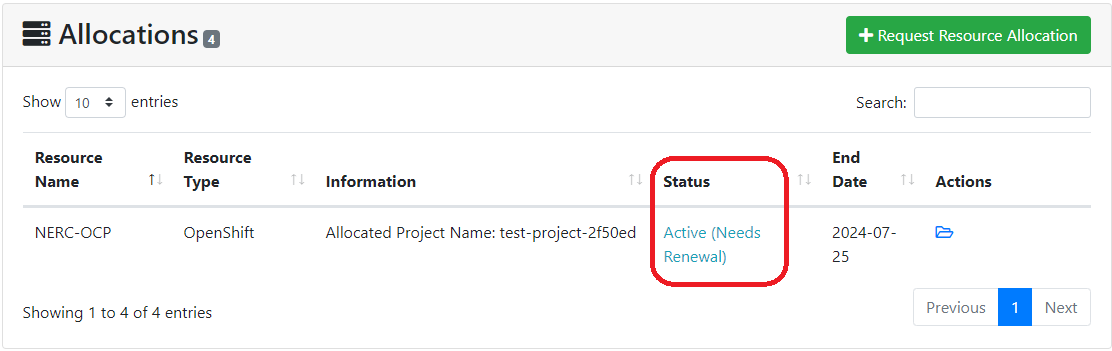 Allocations 4
+ Request Resource Allocation
Show 10 entries
Search:
Resource Name
Resource Type
Information
Status
End Date
Actions
NERC-OCP
OpenShift
Allocated Project Name: test-project-2f50ed
Active (Needs
Renewal)
2024-07-
25
Showing 1 to 4 of 4 entries
Previous 1 Next